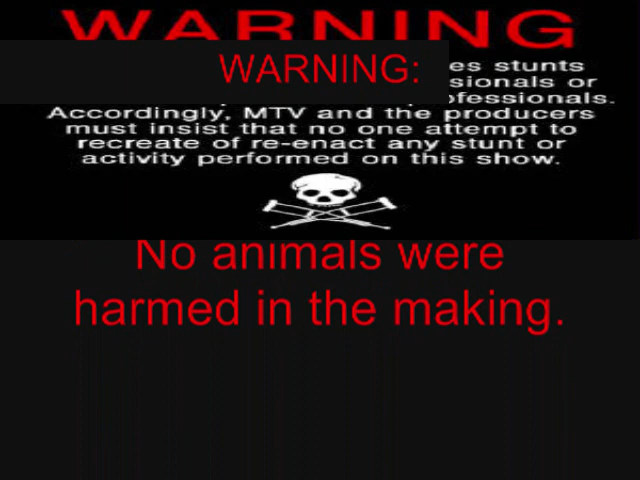 WARNING
WARNING:
es stunts
sionals or
ofessionals.
Accordingly, MTV and the producers
must insist that no one attempt to
recreate of re-enact any stunt or
activity performed on this show.
No animals were
harmed in the making.